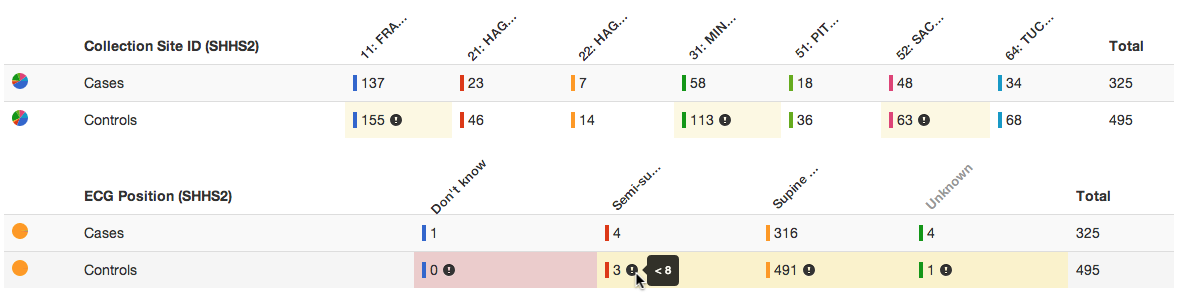 Collection Site ID (SHHS2) 11: FRA... 21: HAG... 22: HAG... 31: MIN... 51: PIT... 52: SAC... 64: TUC... Total
Cases 137 23 7 58 18 48 34 325
Controls 155 ! 46 14 113 ! 36 63 ! 68 495
ECG Position (SHHS2) Don't know Semi-su... Supine ... Unknown Total
Cases 1 4 316 4 325
Controls 0 ! 3 ! < 8 491 ! 1 ! 495